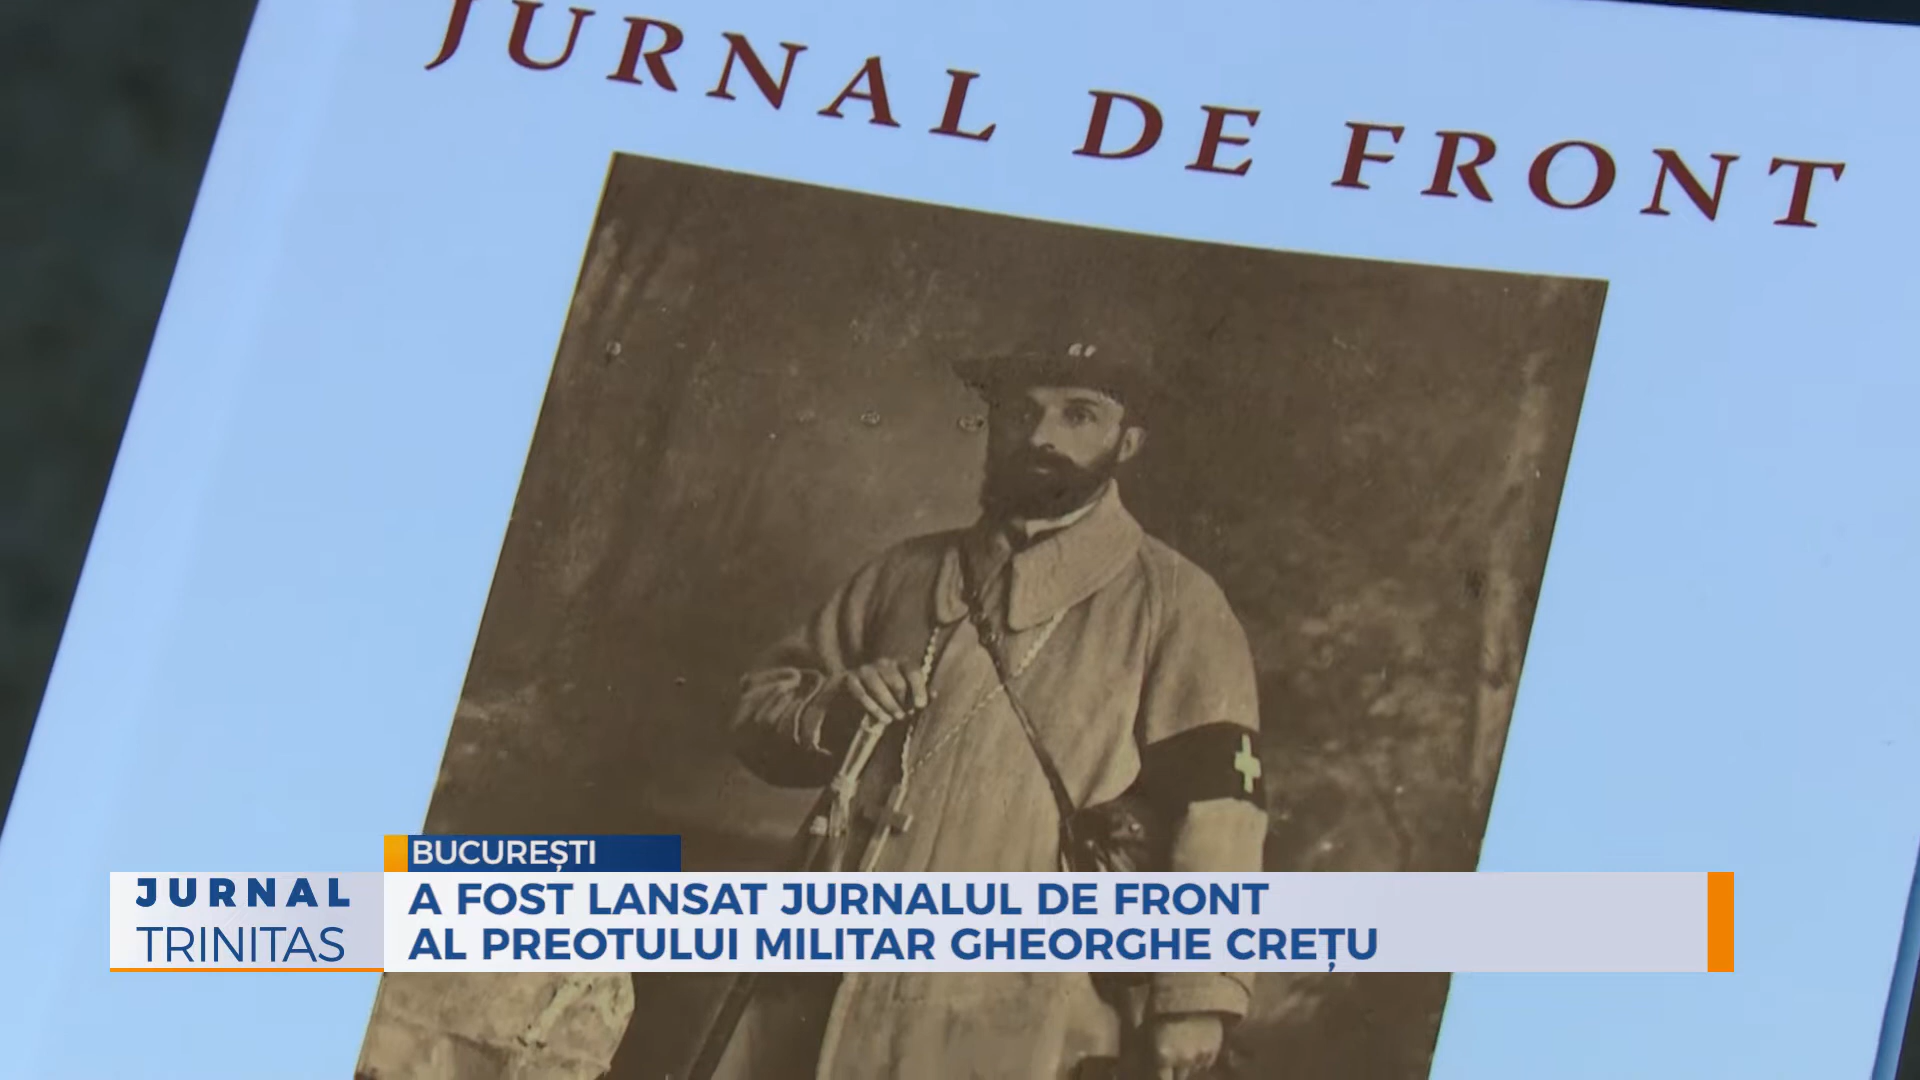 JURNAL DE FRONT
BUCUREȘTI
JURNAL
TRINITAS
A FOST LANSAT JURNALUL DE FRONT
AL PREOTULUI MILITAR GHEORGHE CREȚU